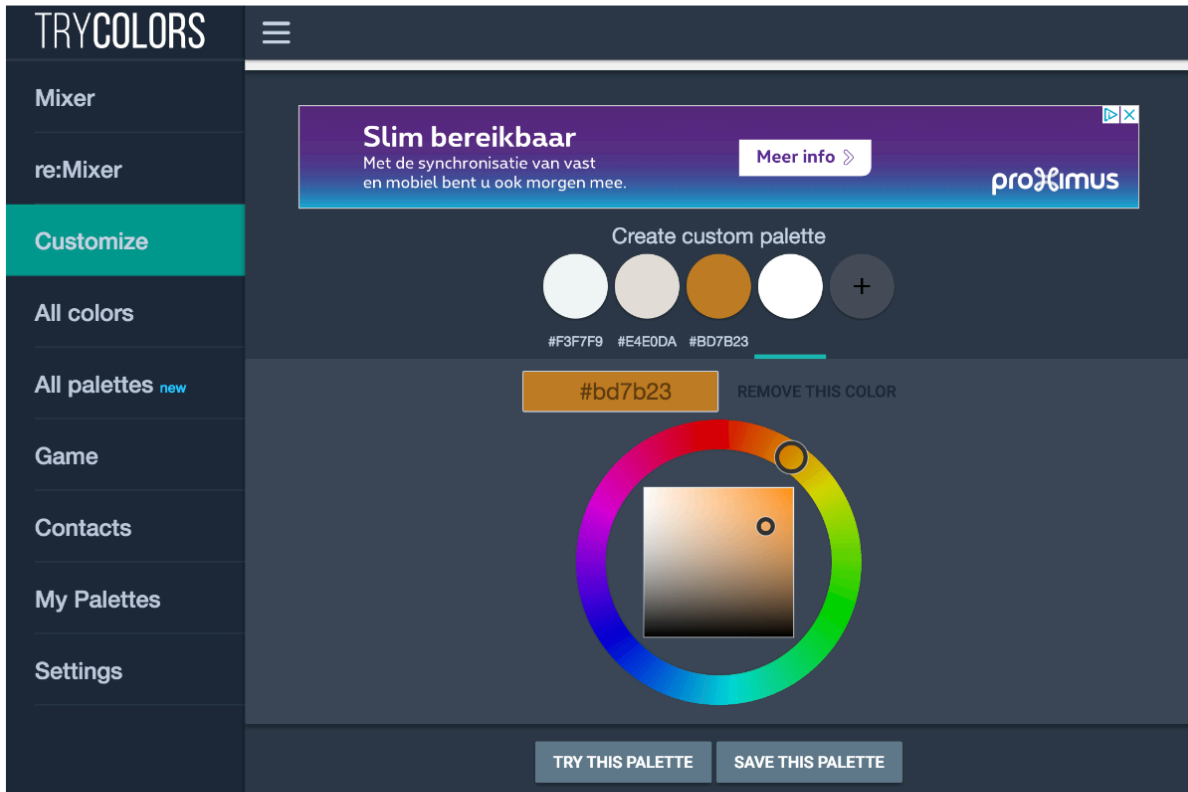 TRYCOLORS
Mixer
re:Mixer
Customize
All colors
All palettes new
Game
Contacts
My Palettes
Settings
Slim bereikbaar
Met de synchronisatie van vast
en mobiel bent u ook morgen mee.
Meer info
proximus
Create custom palette
+
#F3F7F9 #E4E0DA #BD7B23
#bd7b23 REMOVE THIS COLOR
TRY THIS PALETTE SAVE THIS PALETTE